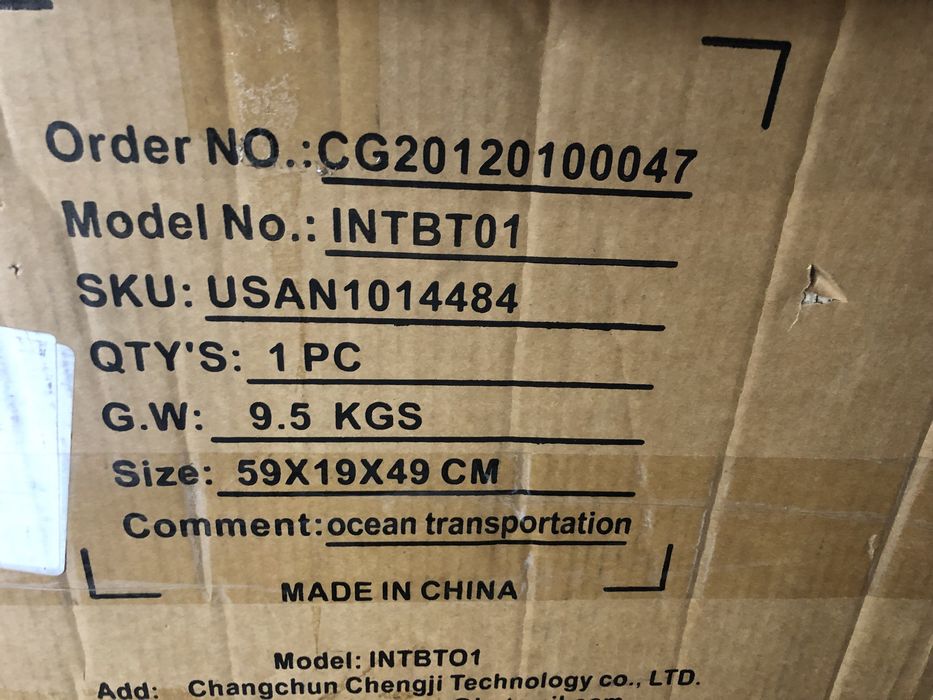 Order NO.:CG20120100047
Model No.: INTBT01
SKU: USAN1014484
QTY'S: 1 PC
G.W: 9.5 KGS
Size: 59X19X49 CM
Comment:ocean transportation
MADE IN CHINA
Model: INTBTO1
Add: Changchun Chengji Technology co., LTD.